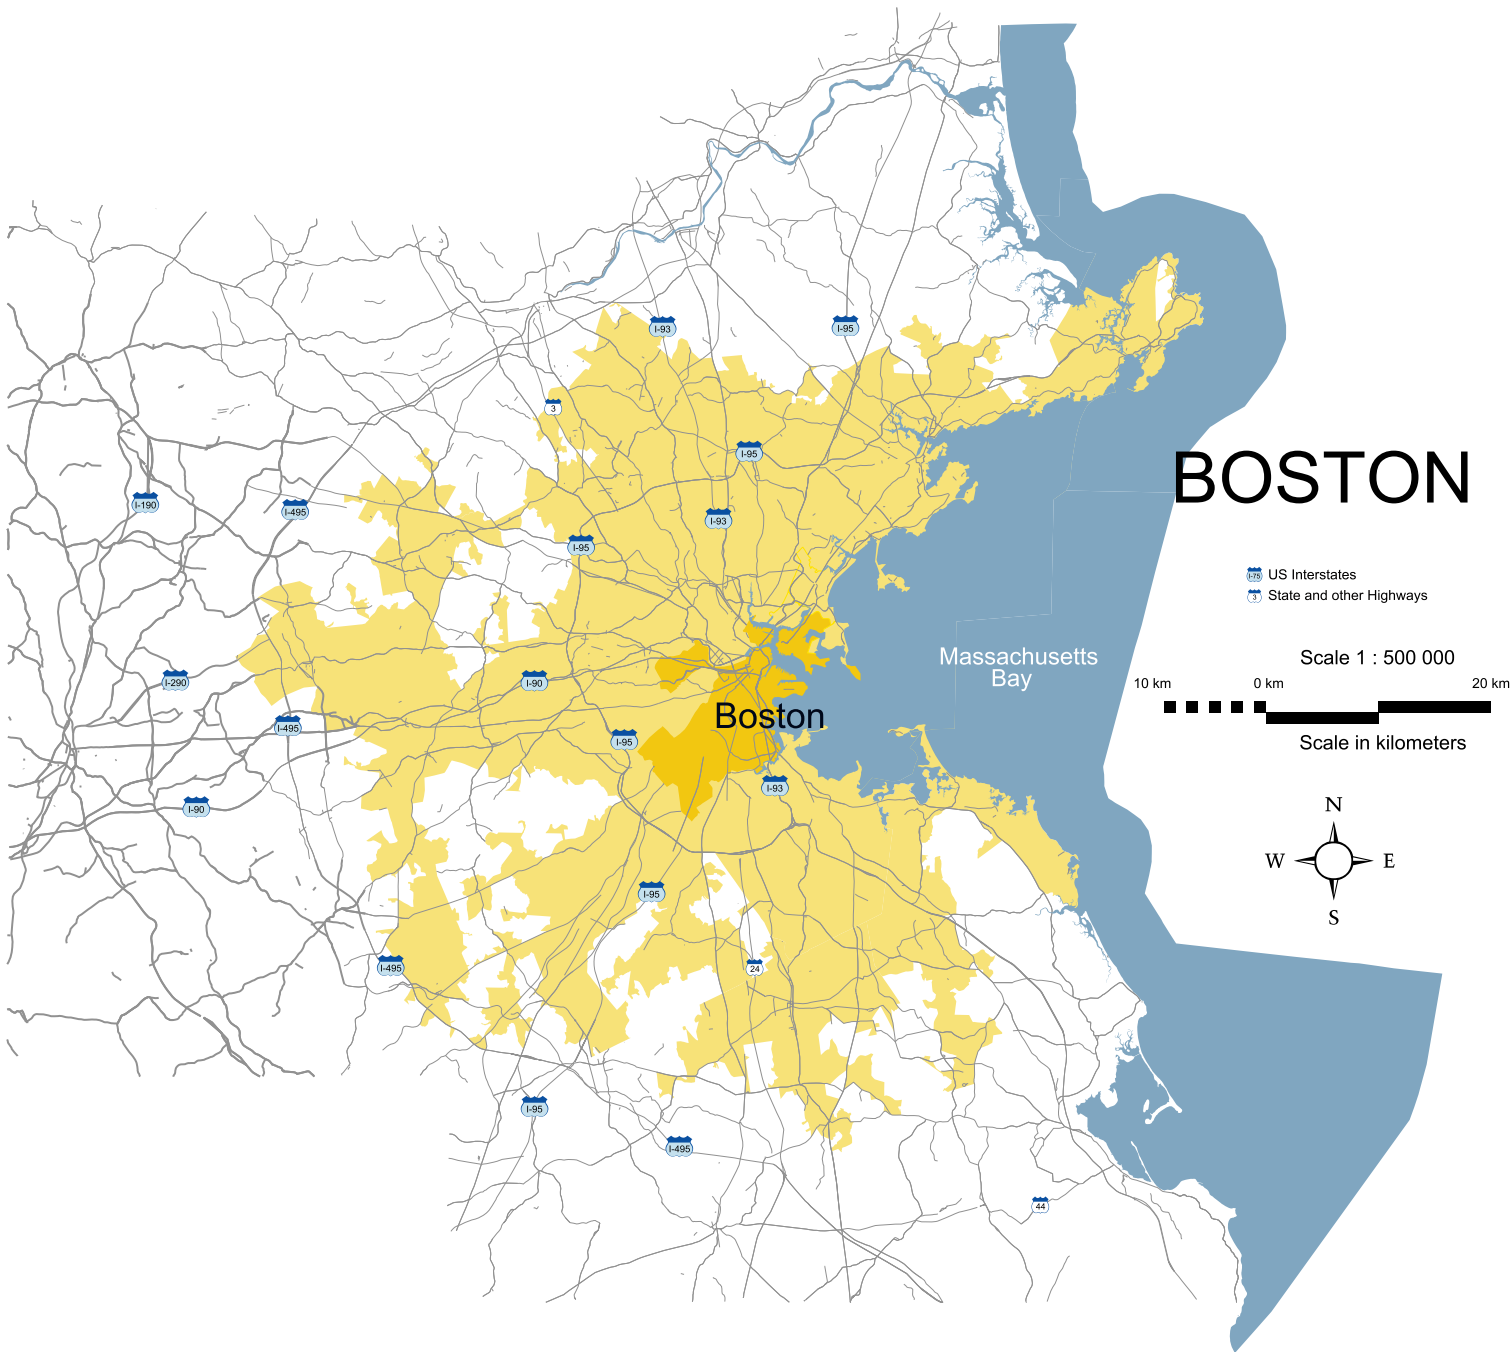 I-93
I-95
3
I-95
BOSTON
I-190
I-495
I-93
I-95
I-75 US Interstates
3 State and other Highways
Massachusetts
Bay
Scale 1 : 500 000
I-290
I-90
10 km
0 km
20 km
Boston
I-495
I-95
Scale in kilometers
I-93
I-90
N
W
E
S
I-95
I-495
24
I-95
I-495
44